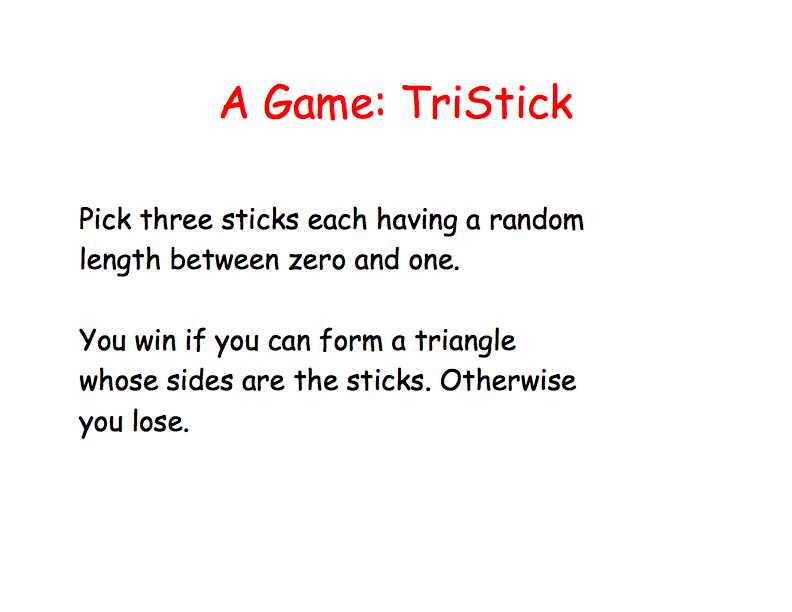 A Game: TriStick
Pick three sticks each having a random
length between zero and one.
You win if you can form a triangle
whose sides are the sticks. Otherwise
you lose.